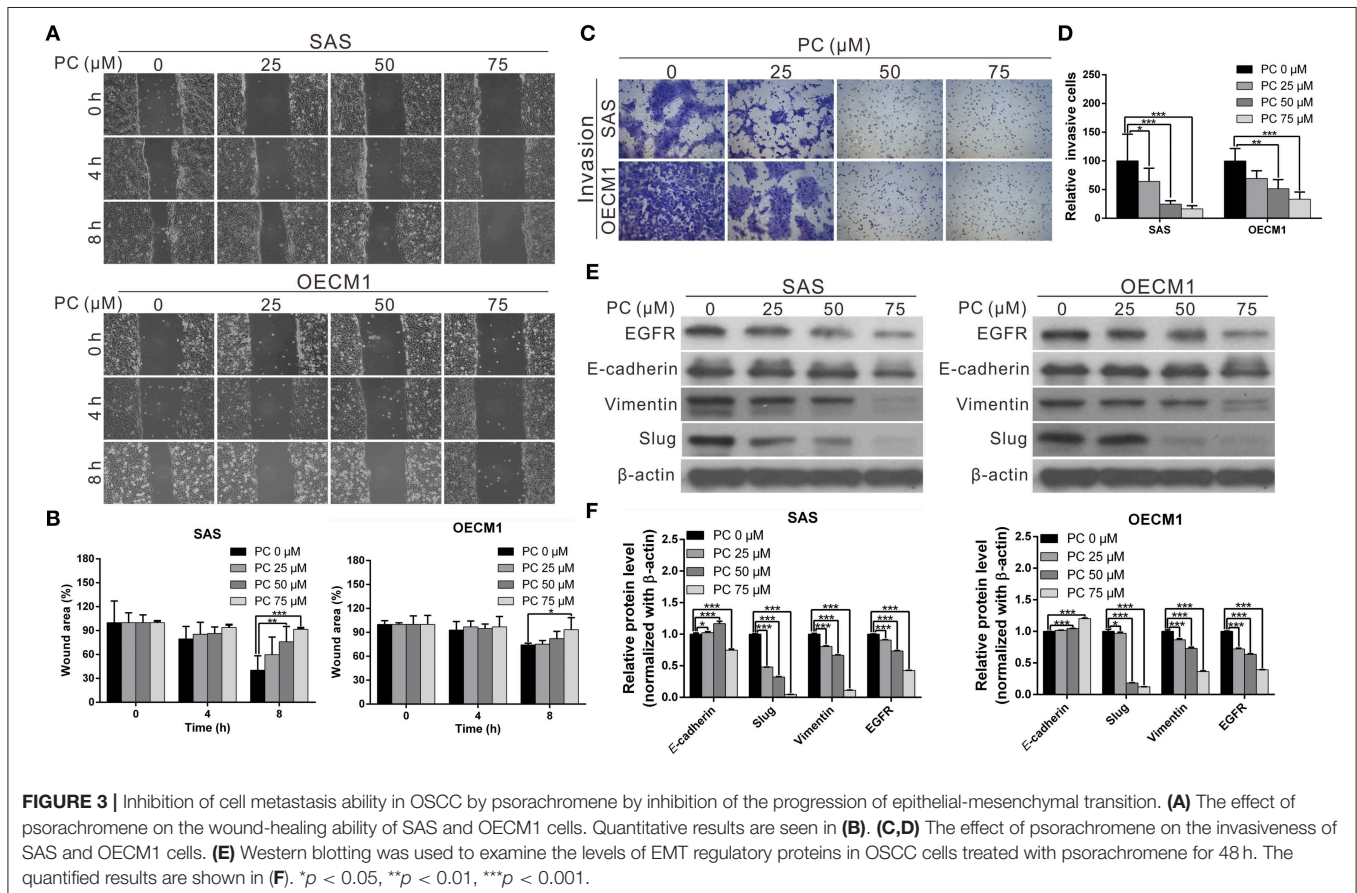 A
SAS
PC (μM)
0 25 50 75
0 h
4 h
8 h
OECM1
PC (μM)
0 25 50 75
0 h
4 h
8 h
B
SAS
Wound area (%)
180
150
120
90
60
30
0
PC 0 μM
PC 25 μM
PC 50 μM
PC 75 μM
***
**
0 4 8
Time (h)
OECM1
Wound area (%)
180
150
120
90
60
30
0
PC 0 μM
PC 25 μM
PC 50 μM
PC 75 μM
*
0 4 8
Time (h)
C
PC (μM)
0 25 50 75
Invasion
SAS
OECM1
D
Relative invasive cells
250
200
150
100
50
0
PC 0 μM
PC 25 μM
PC 50 μM
PC 75 μM
***
***
*
***
**
SAS OECM1
E
SAS
PC (μM) 0 25 50 75
EGFR
E-cadherin
Vimentin
Slug
β-actin
OECM1
PC (μM) 0 25 50 75
EGFR
E-cadherin
Vimentin
Slug
β-actin
F
SAS
Relative protein level
(normalized with β-actin)
2.5
2.0
1.5
1.0
0.5
0.0
PC 0 μM
PC 25 μM
PC 50 μM
PC 75 μM
*** *** *** ***
*** *** *** ***
* *** *** ***
E-cadherin Slug Vimentin EGFR
OECM1
Relative protein level
(normalized with β-actin)
2.5
2.0
1.5
1.0
0.5
0.0
PC 0 μM
PC 25 μM
PC 50 μM
PC 75 μM
*** *** *** ***
*** *** *** ***
* *** ***
E-cadherin Slug Vimentin EGFR
FIGURE 3 | Inhibition of cell metastasis ability in OSCC by psorachromene by inhibition of the progression of epithelial-mesenchymal transition. (A) The effect of
psorachromene on the wound-healing ability of SAS and OECM1 cells. Quantitative results are seen in (B). (C,D) The effect of psorachromene on the invasiveness of
SAS and OECM1 cells. (E) Western blotting was used to examine the levels of EMT regulatory proteins in OSCC cells treated with psorachromene for 48 h. The
quantified results are shown in (F). *p < 0.05, **p < 0.01, ***p < 0.001.